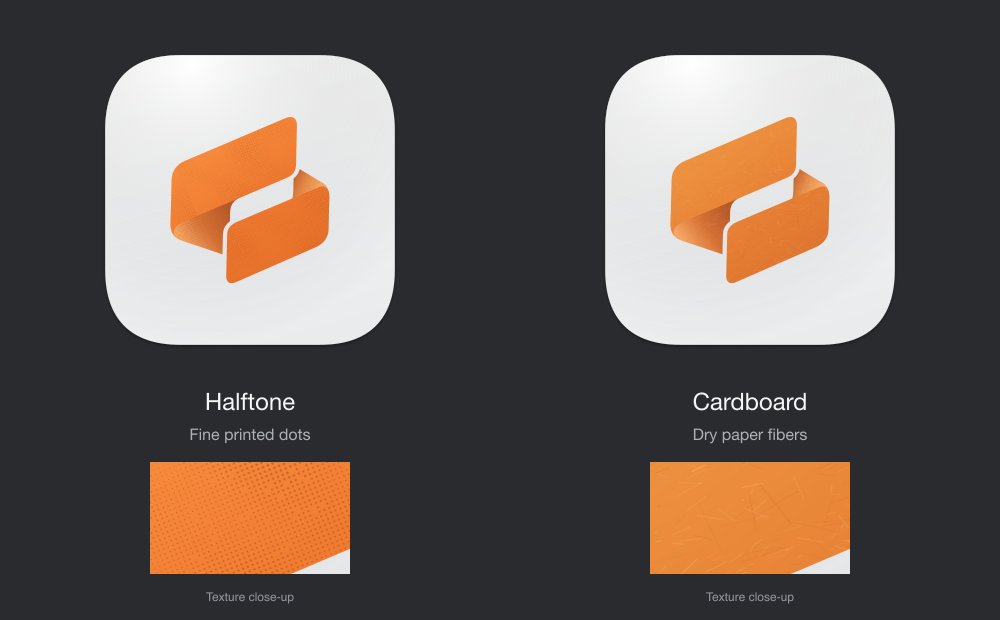 Halftone
Fine printed dots
Texture close-up
Cardboard
Dry paper fibers
Texture close-up